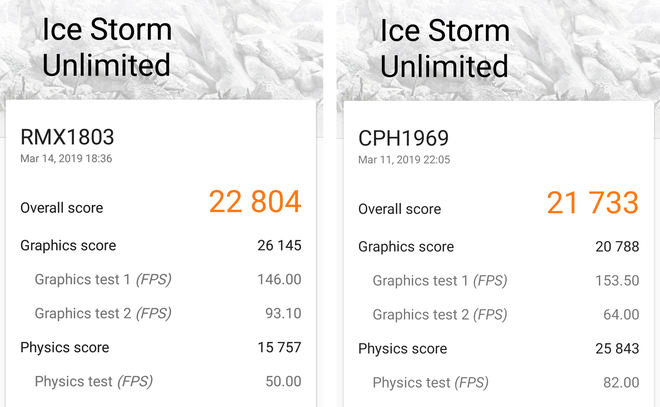 Ice Storm
Unlimited
RMX1803
Mar 14, 2019 18:36
Overall score 22 804
Graphics score 26 145
Graphics test 1 (FPS) 146.00
Graphics test 2 (FPS) 93.10
Physics score 15 757
Physics test (FPS) 50.00
Ice Storm
Unlimited
CPH1969
Mar 11, 2019 22:05
Overall score 21 733
Graphics score 20 788
Graphics test 1 (FPS) 153.50
Graphics test 2 (FPS) 64.00
Physics score 25 843
Physics test (FPS) 82.00